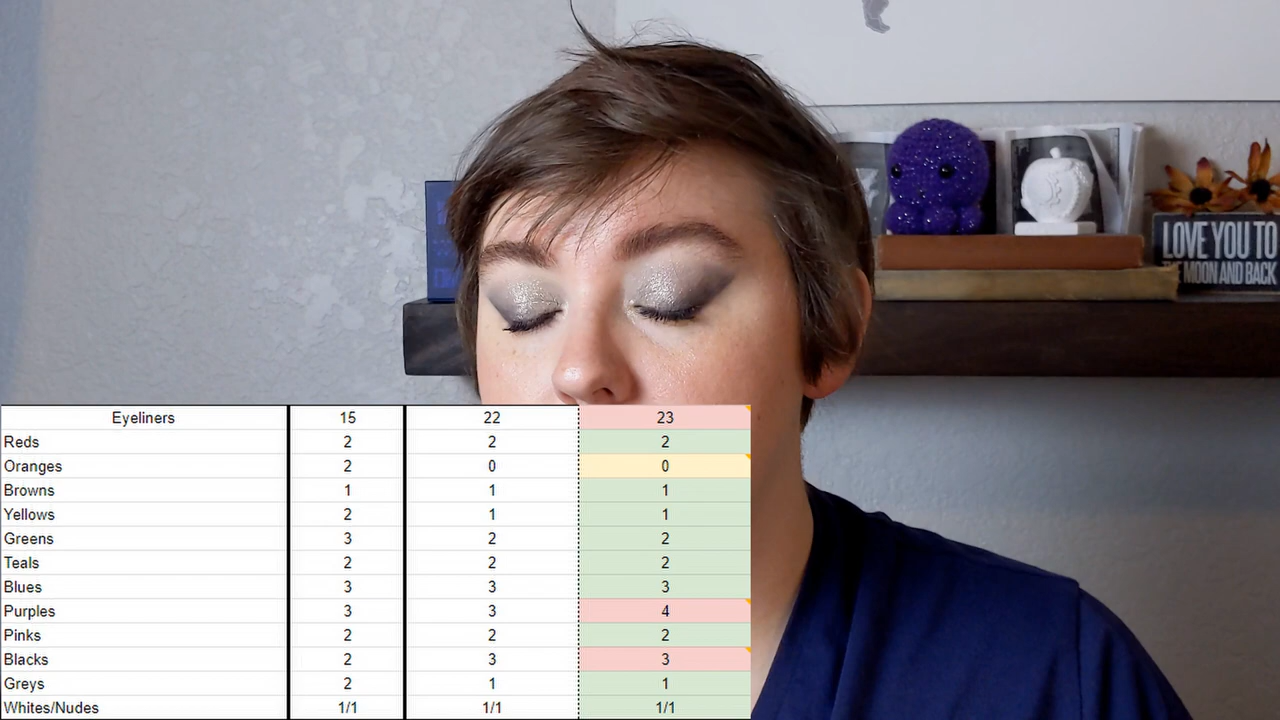 Eyeliners 15 22 23
Reds 2 2 2
Oranges 2 0 0
Browns 1 1 1
Yellows 2 1 1
Greens 3 2 2
Teals 2 2 2
Blues 3 3 3
Purples 3 3 4
Pinks 2 2 2
Blacks 2 3 3
Greys 2 1 1
Whites/Nudes 1/1 1/1 1/1
LOVE YOU TO
THE MOON AND BACK